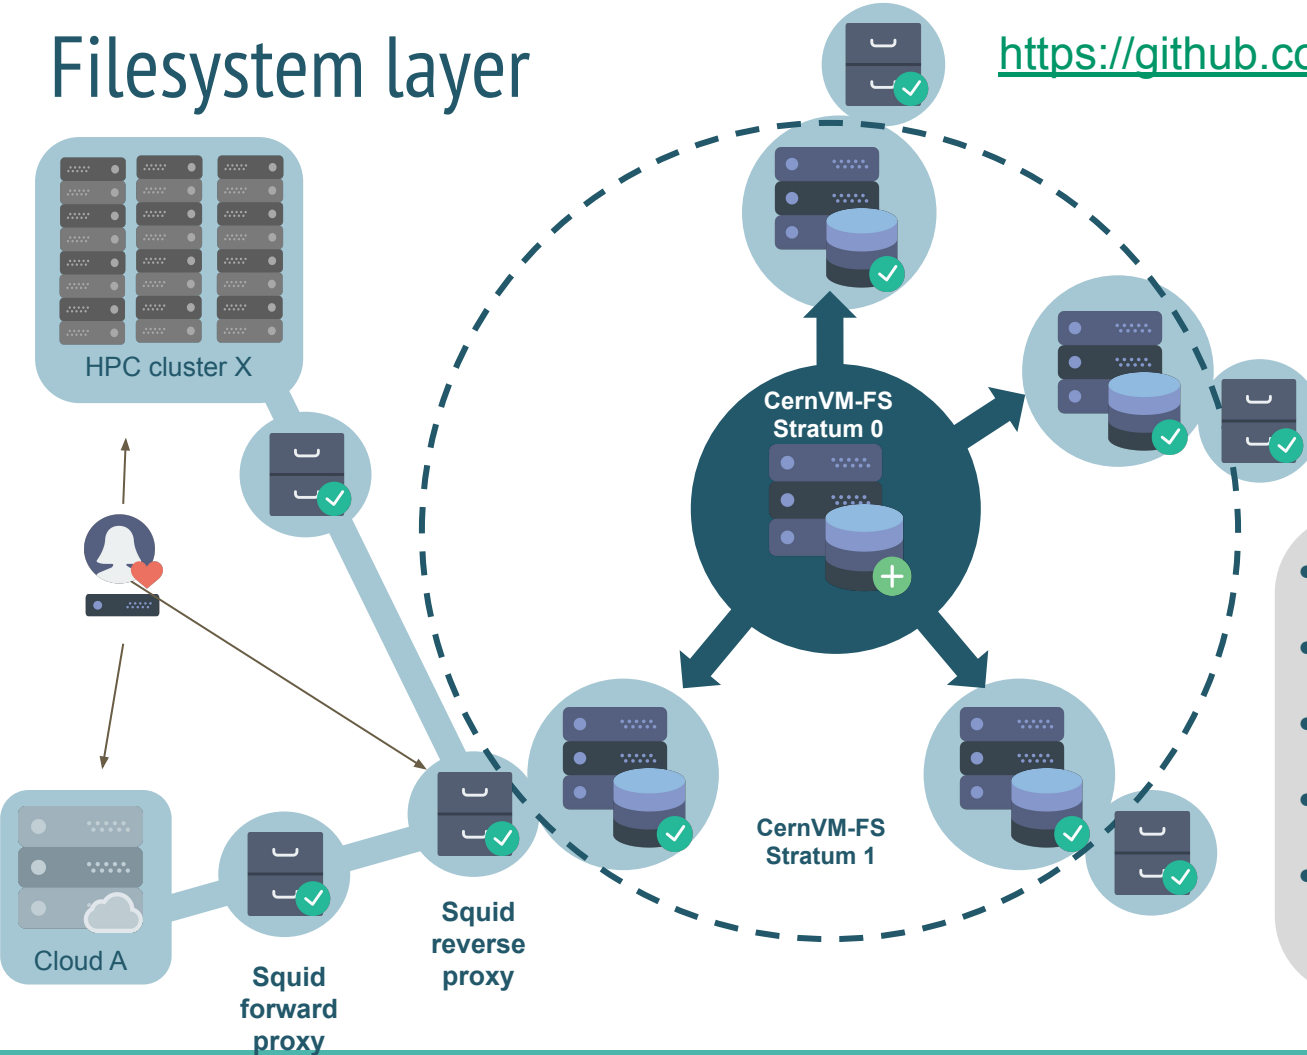 Filesystem layer
https://github.co
HPC cluster X
CernVM-FS
Stratum 0
CernVM-FS
Stratum 1
Squid
reverse
proxy
Cloud A
Squid
forward
proxy